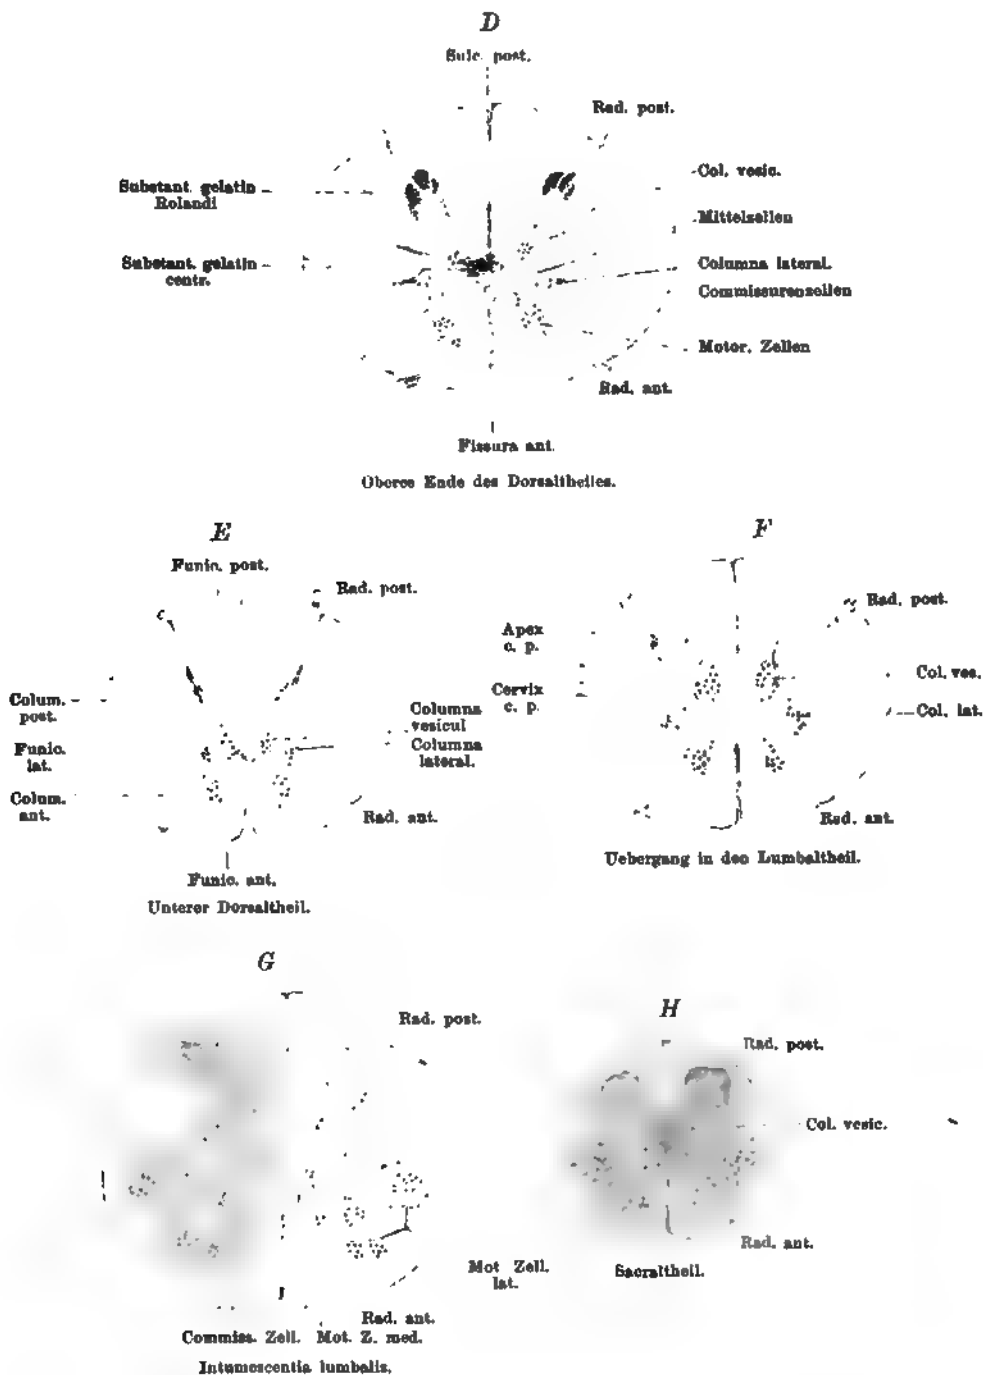 D
Sulc. post.
Rad. post.
Substant. gelatin
Rolandi
Col. vesic.
Mittelzellen
Substant. gelatin
centr.
Columna lateral.
Commissurenzellen
Motor. Zellen
Rad. ant.
Fissura ant.
Oberes Ende des Dorsaltheiles.
E
Funic. post.
Rad. post.
Colum.
post.
Funic.
lat.
Colum.
ant.
Columna
vesicul
Columna
lateral.
Rad. ant.
Funic. ant.
Unterer Dorsaltheil.
F
Rad. post.
Apex
c. p.
Cervix
c. p.
Col. ves.
Col. lat.
Rad. ant.
Uebergang in den Lumbaltheil.
G
Rad. post.
Mot Zell.
lat.
Rad. ant.
Commiss. Zell. Mot. Z. med.
Intumescentia lumbalis.
H
Rad. post.
Col. vesic.
Rad. ant.
Sacraltheil.